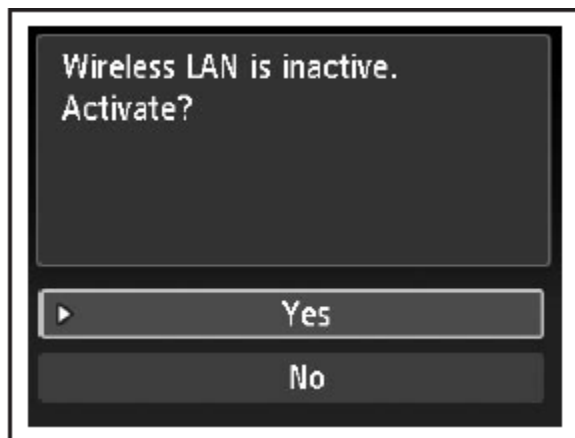 Wireless LAN is inactive.
Activate?
Yes
No